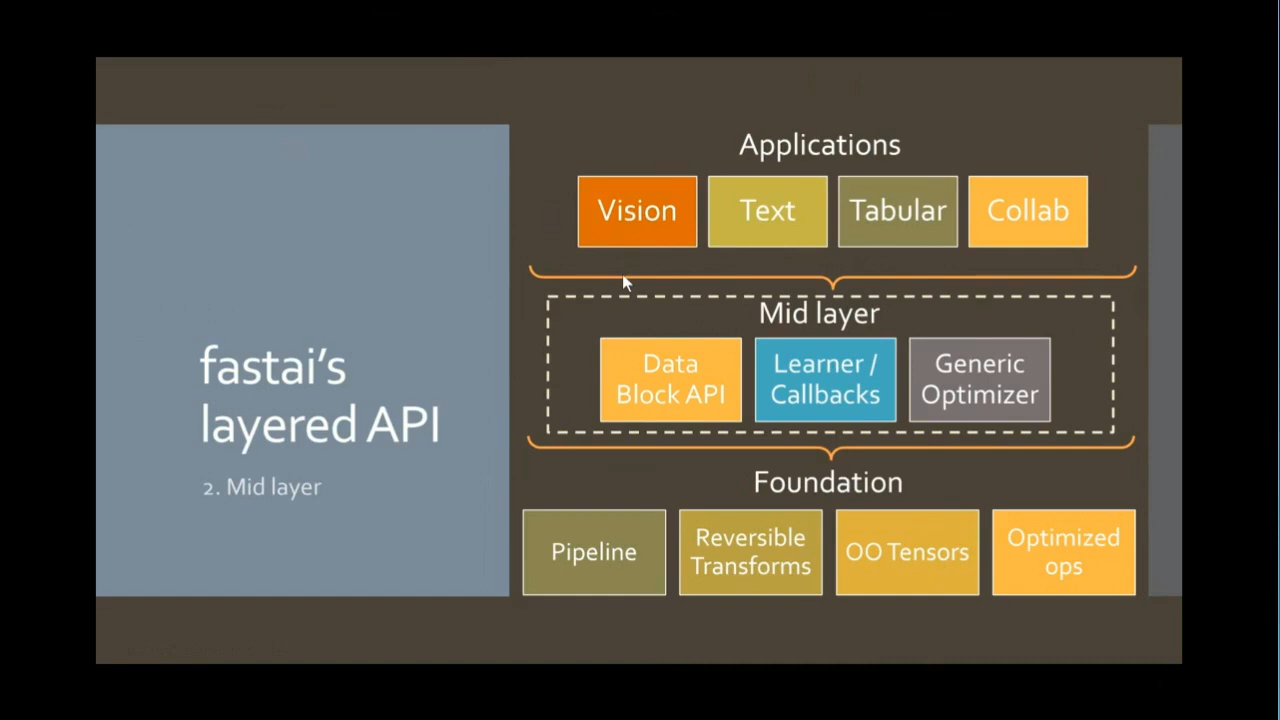 fastai’s
layered API
2. Mid layer
Applications
Vision
Text
Tabular
Collab
Mid layer
Data
Block API
Learner /
Callbacks
Generic
Optimizer
Foundation
Pipeline
Reversible
Transforms
OO Tensors
Optimized
ops